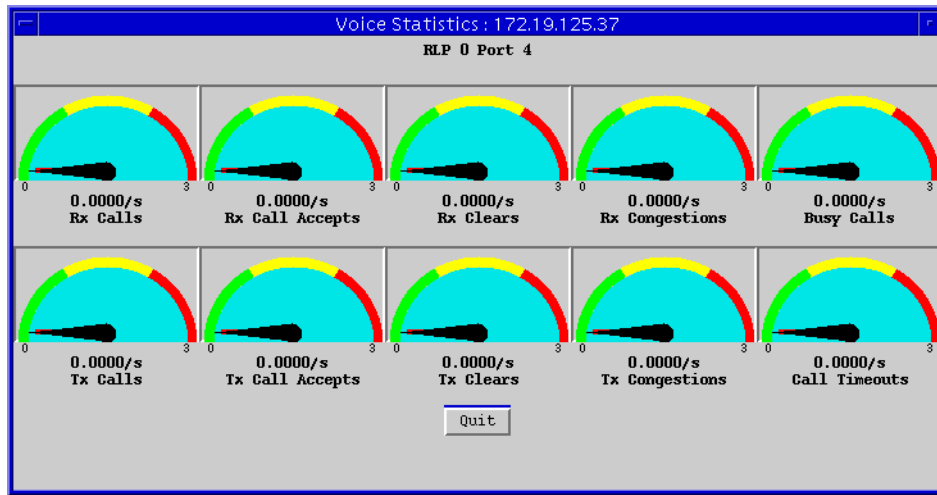 Voice Statistics : 172.19.125.37
RLP 0 Port 4
0 3 0 3 0 3 0 3 0 3
0.0000/s 0.0000/s 0.0000/s 0.0000/s 0.0000/s
Rx Calls Rx Call Accepts Rx Clears Rx Congestions Busy Calls
0 3 0 3 0 3 0 3 0 3
0.0000/s 0.0000/s 0.0000/s 0.0000/s 0.0000/s
Tx Calls Tx Call Accepts Tx Clears Tx Congestions Call Timeouts
Quit